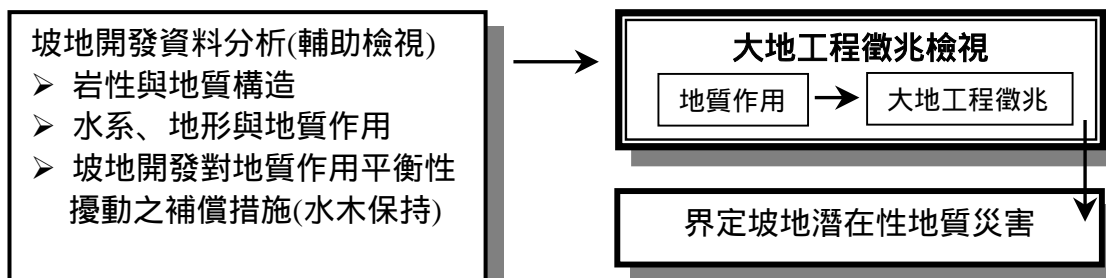 坡地開發資料分析(輔助檢視)
➢ 岩性與地質構造
➢ 水系、地形與地質作用
➢ 坡地開發對地質作用平衡性
擾動之補償措施(水木保持)
大地工程徵兆檢視
地質作用
大地工程徵兆
界定坡地潛在性地質災害